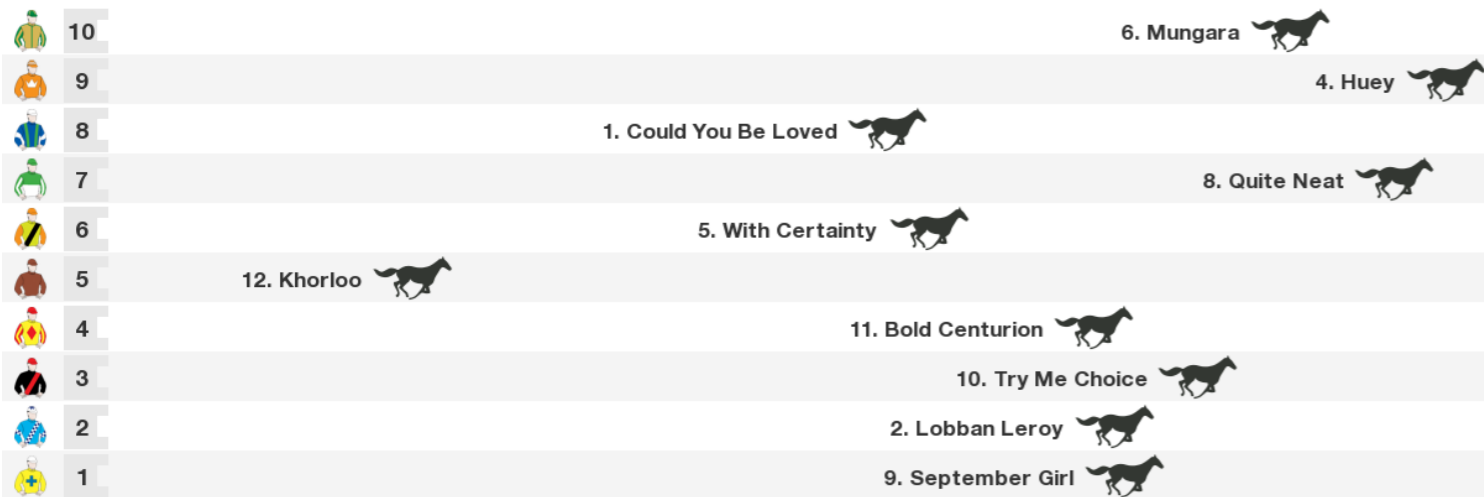 10 6. Mungara
9 4. Huey
8 1. Could You Be Loved
7 8. Quite Neat
6 5. With Certainty
5 12. Khorloo
4 11. Bold Centurion
3 10. Try Me Choice
2 2. Lobban Leroy
1 9. September Girl